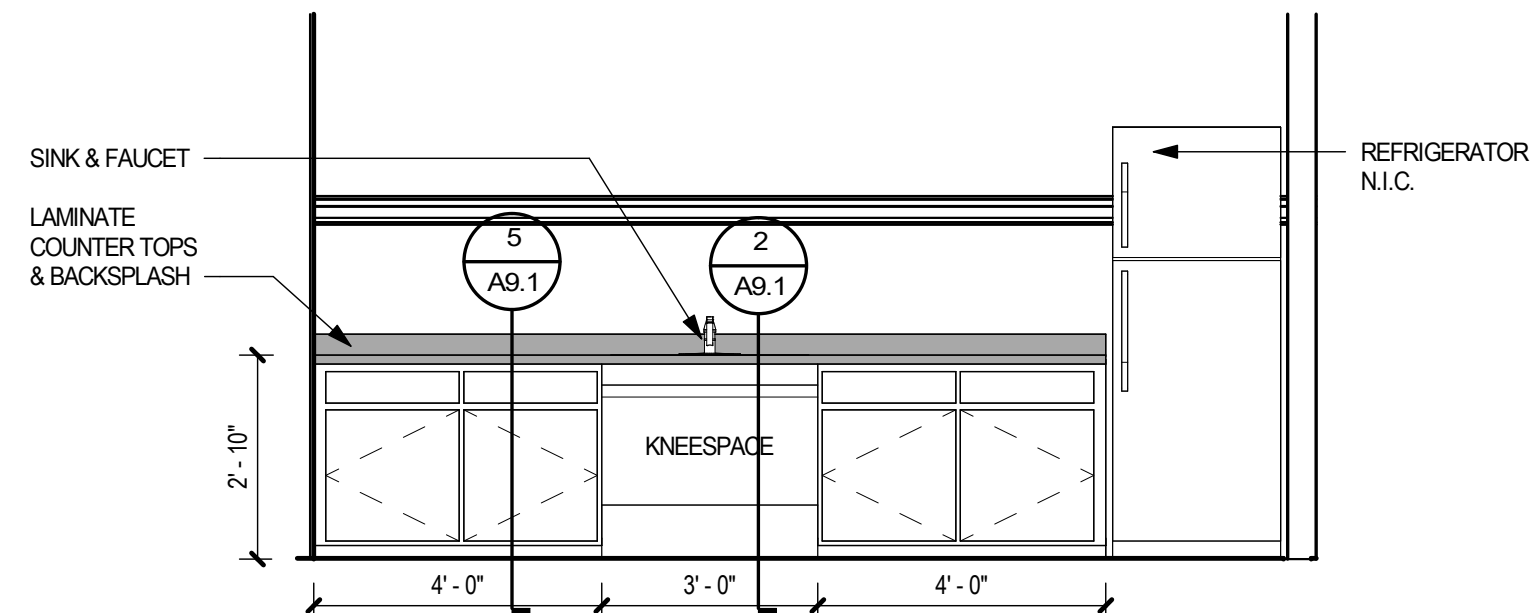 SINK & FAUCET
LAMINATE
COUNTER TOPS
& BACKSPLASH
5
A9.1
2
A9.1
REFRIGERATOR
N.I.C.
KNEESPACE
2' - 10"
4' - 0"
3' - 0"
4' - 0"